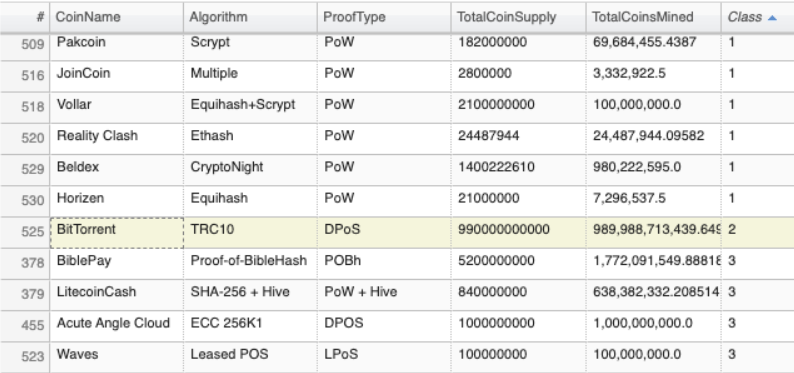 # CoinName Algorithm ProofType TotalCoinSupply TotalCoinsMined Class
509 Pakcoin Scrypt PoW 182000000 69,684,455.4387 1
516 JoinCoin Multiple PoW 2800000 3,332,922.5 1
518 Vollar Equihash+Scrypt PoW 2100000000 100,000,000.0 1
520 Reality Clash Ethash PoW 24487944 24,487,944.09582 1
529 Beldex CryptoNight PoW 1400222610 980,222,595.0 1
530 Horizen Equihash PoW 21000000 7,296,537.5 1
525 BitTorrent TRC10 DPoS 990000000000 989,988,713,439.649 2
378 BiblePay Proof-of-BibleHash POBh 5200000000 1,772,091,549.88818 3
379 LitecoinCash SHA-256 + Hive PoW + Hive 840000000 638,382,332.208514 3
455 Acute Angle Cloud ECC 256K1 DPOS 1000000000 1,000,000,000.0 3
523 Waves Leased POS LPoS 100000000 100,000,000.0 3